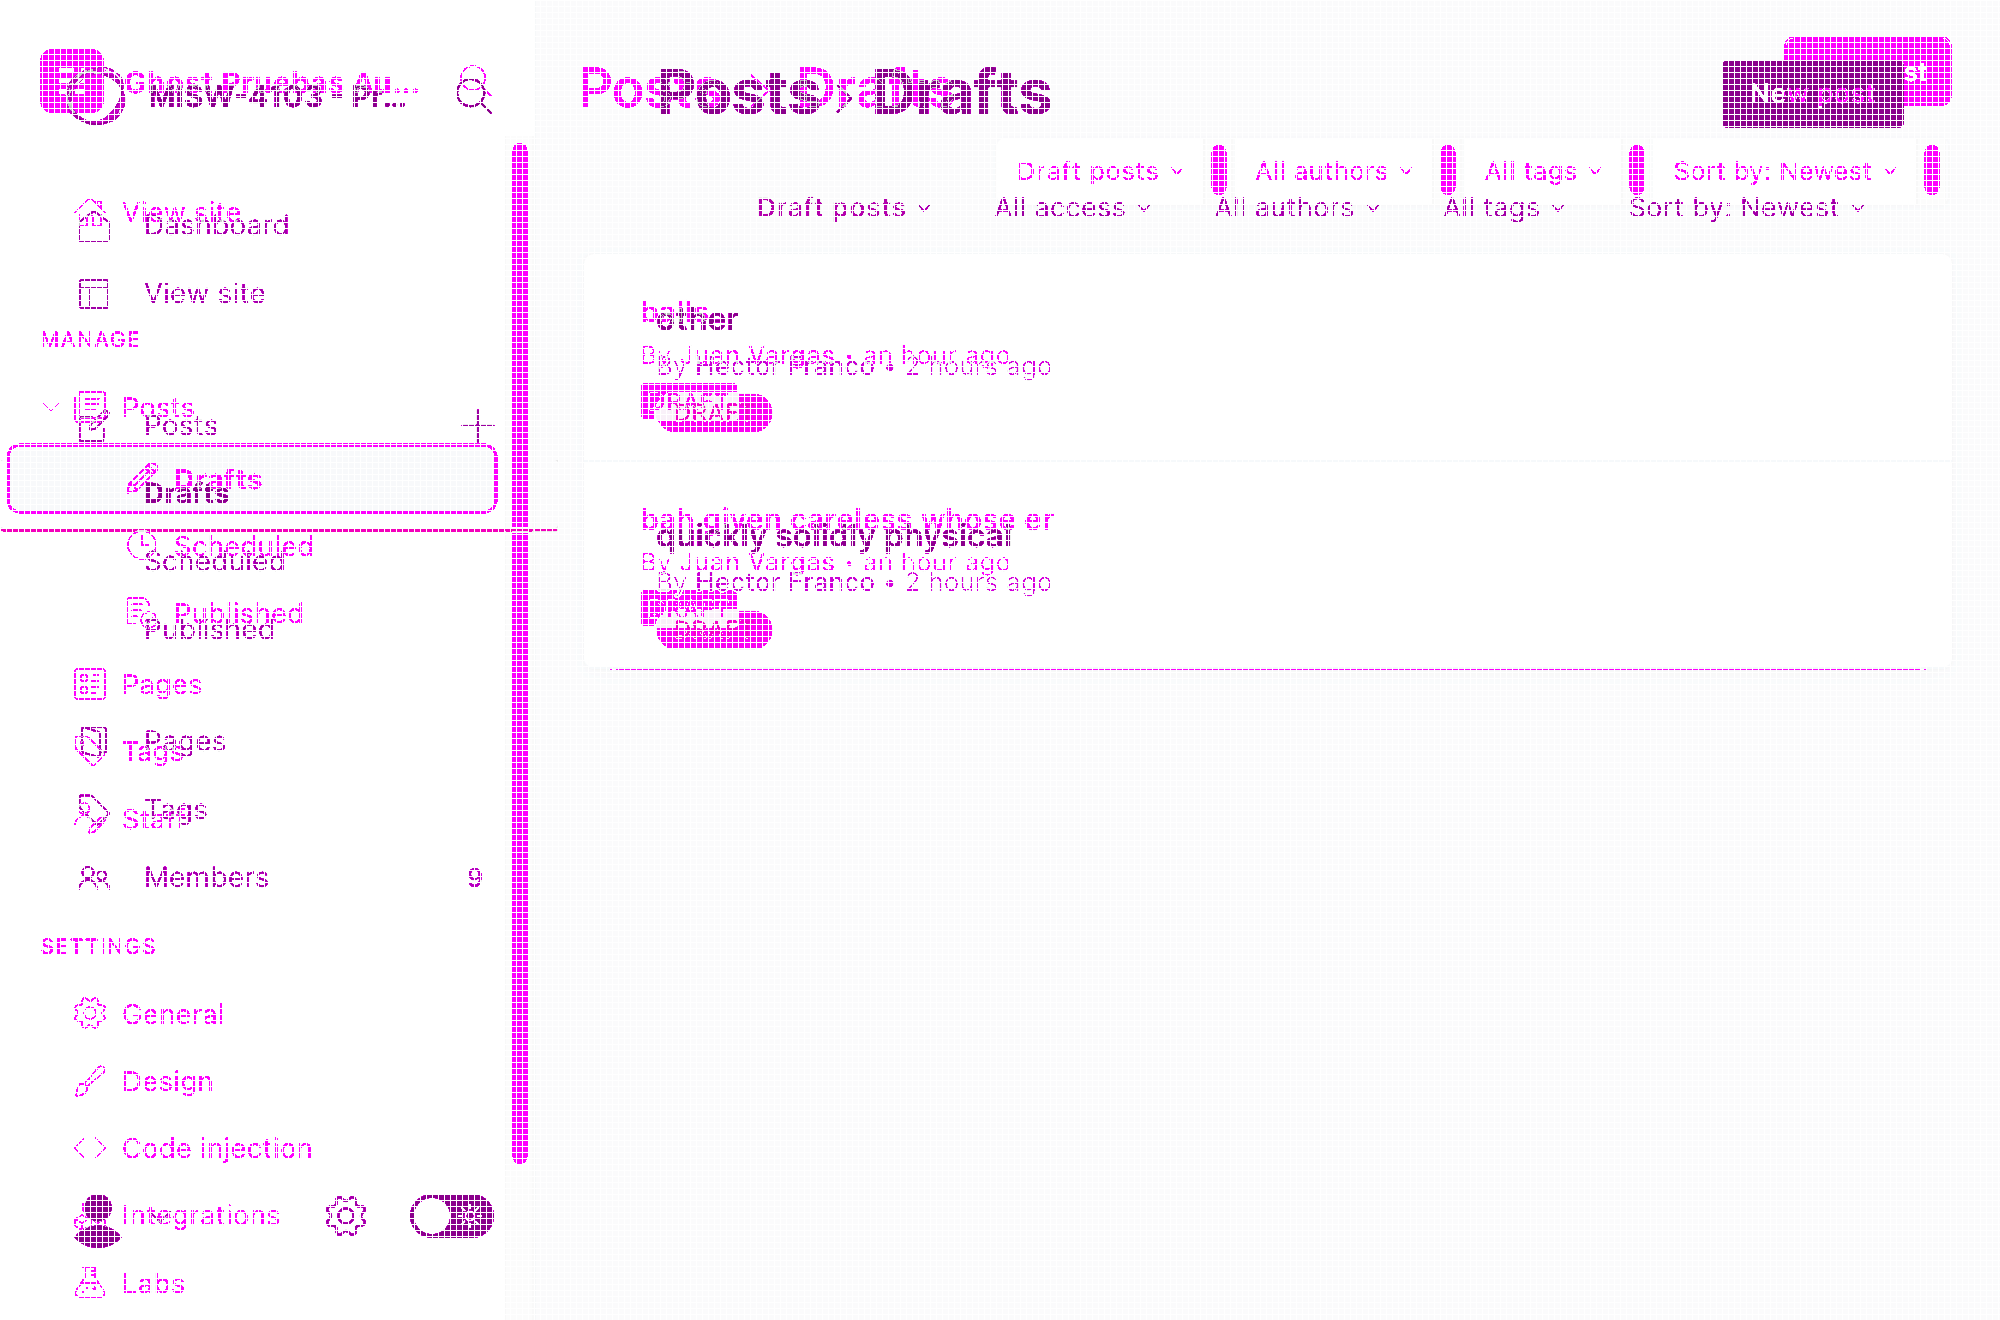 Ghost Pruebas Au...
MSW-4103 - Pr...
View site
Dashboard
View site
MANAGE
Posts
Posts
Drafts
Drafts
Scheduled
Scheduled
Published
Published
Pages
Pages
Tags
Tags
Staff
Members 9
SETTINGS
General
Design
Code injection
Integrations
Labs
Posts › Drafts
Posts › Drafts
New post
Draft posts All authors All tags Sort by: Newest
Draft posts All access All authors All tags Sort by: Newest
other
By Juan Vargas • an hour ago
By Hector Franco • 2 hours ago
DRAFT
DRAFT
bah given careless whose er
quickly solidly physical
By Juan Vargas • an hour ago
By Hector Franco • 2 hours ago
DRAFT
DRAFT